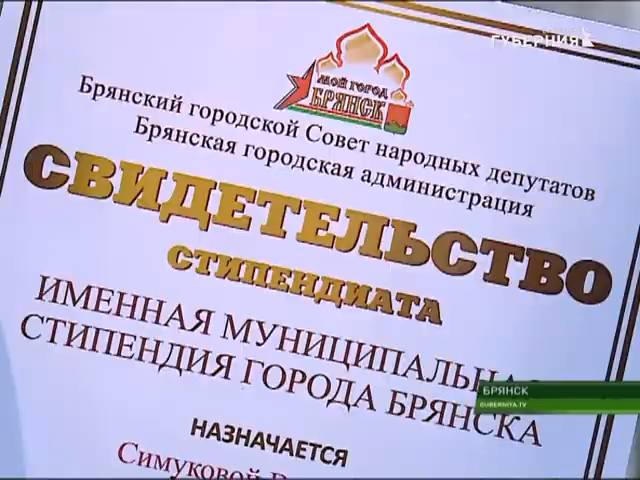 ГУБЕРНИЯ
МОЙ ГОРОД
БРЯНСК
Брянский городской Совет народных депутатов
Брянская городская администрация
СВИДЕТЕЛЬСТВО
СТИПЕНДИАТА
ИМЕННАЯ МУНИЦИПАЛЬНАЯ
СТИПЕНДИЯ ГОРОДА БРЯНСКА
БРЯНСК
GUBERNIYA.TV
НАЗНАЧАЕТСЯ
Симуковой